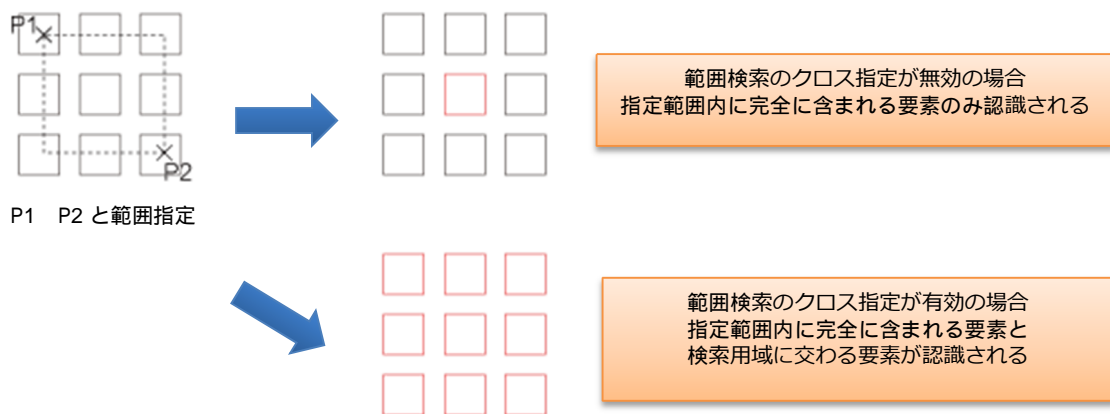 P1
P2
P1　P2 と範囲指定
範囲検索のクロス指定が無効の場合
指定範囲内に完全に含まれる要素のみ認識される
範囲検索のクロス指定が有効の場合
指定範囲内に完全に含まれる要素と
検索用域に交わる要素が認識される